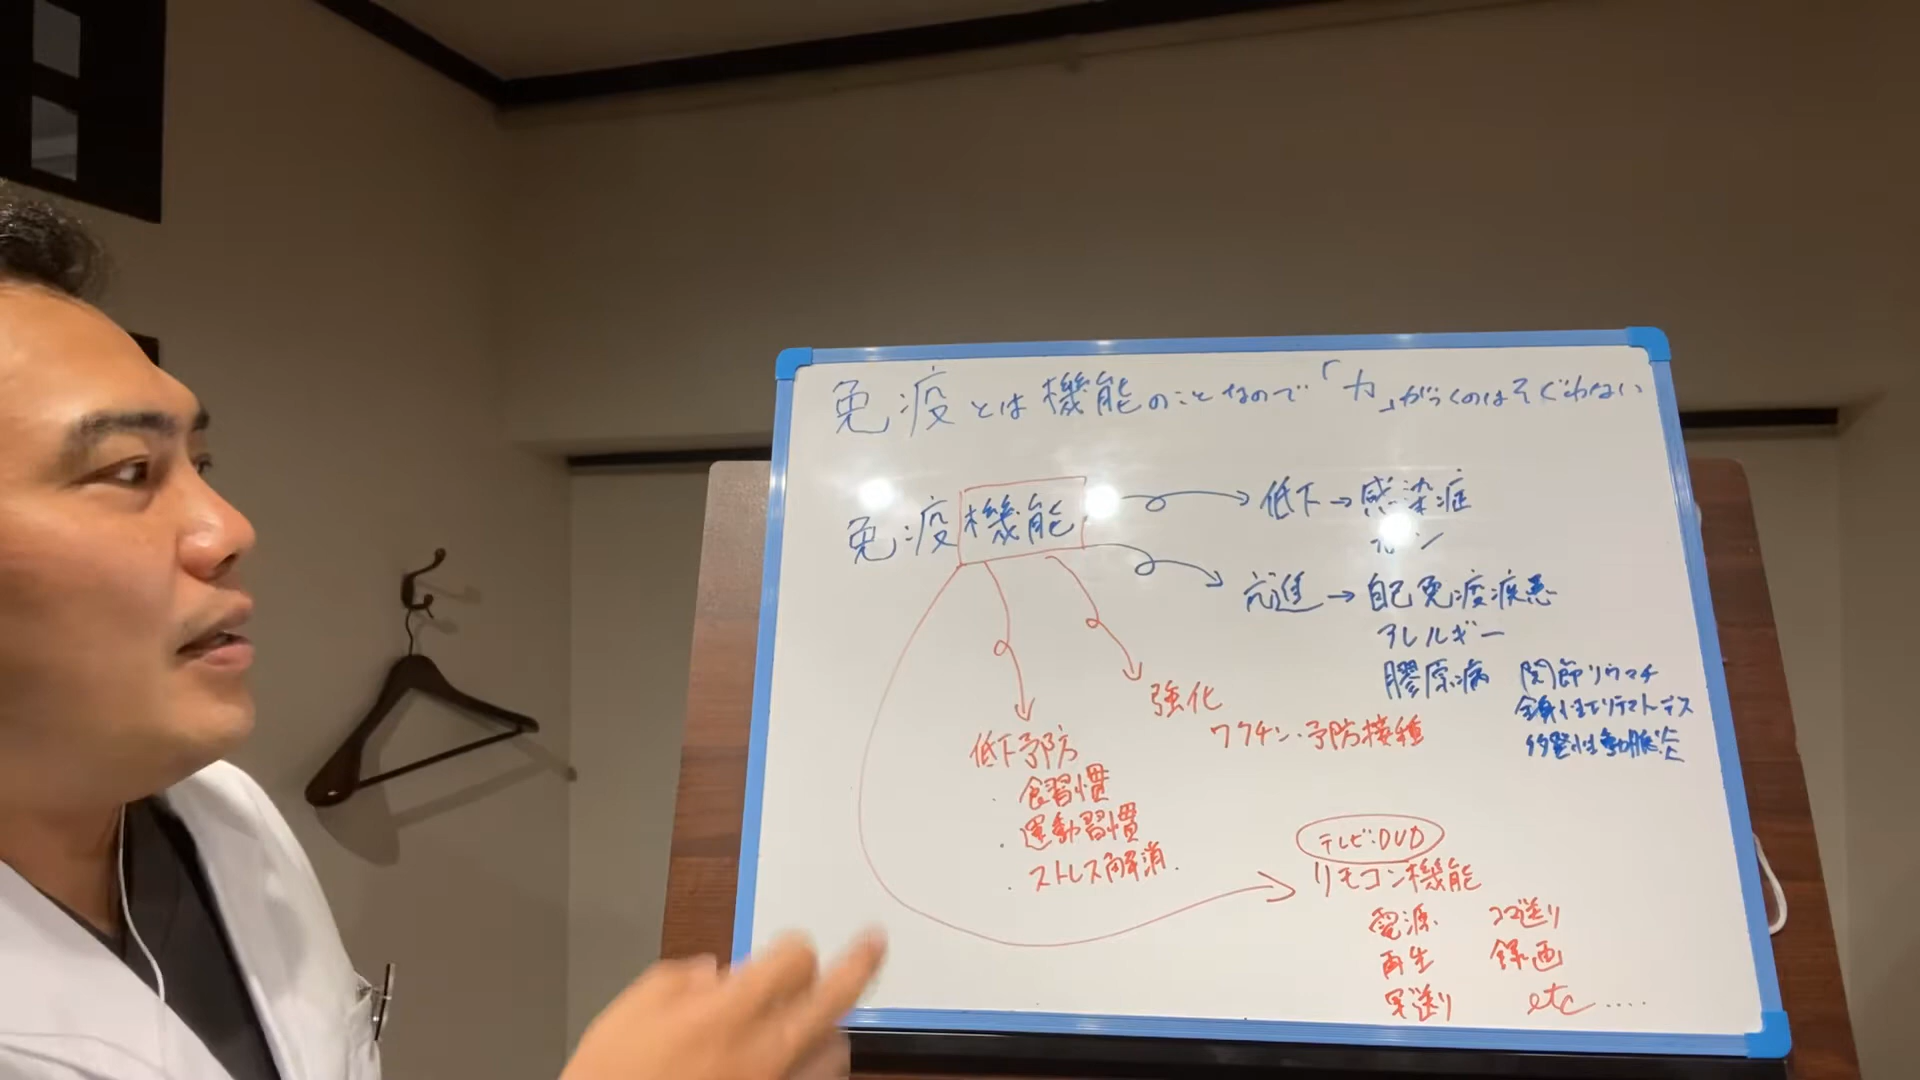 免疫とは機能のことなので「力」がつくのはそぐわない
免疫機能
低下→感染症
ガン
亢進→自己免疫疾患
アレルギー
膠原病 関節リウマチ
全身性エリテマトーデス
強化
ワクチン・予防接種
低下予防
・食習慣
・運動習慣
・ストレス解消
テレビ・DVD
リモコン機能
電源 コマ送り
再生 録画
早送り etc.....